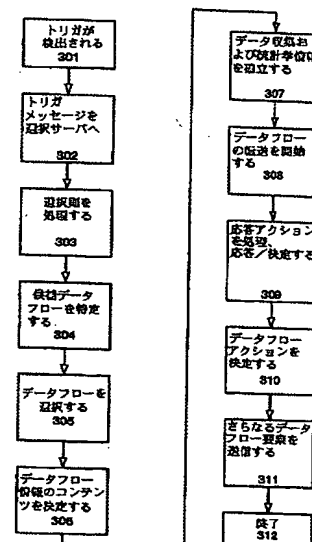 トリガが
検出される
301
トリガ
メッセージを
選択サーバへ
302
選択則を
処理する
303
候補データ
フローを特定
する
304
データフローを
選択する
305
データフロー
情報のコンテン
ツを決定する
306
データ収集お
よび統計学位
を確立する
307
データフロー
の転送を開始
する
308
応答アクション
を処理、
応答/決定する
309
データフロー
アクションを
決定する
310
さらなるデータ
フロー要素を
送信する
311
終了
312